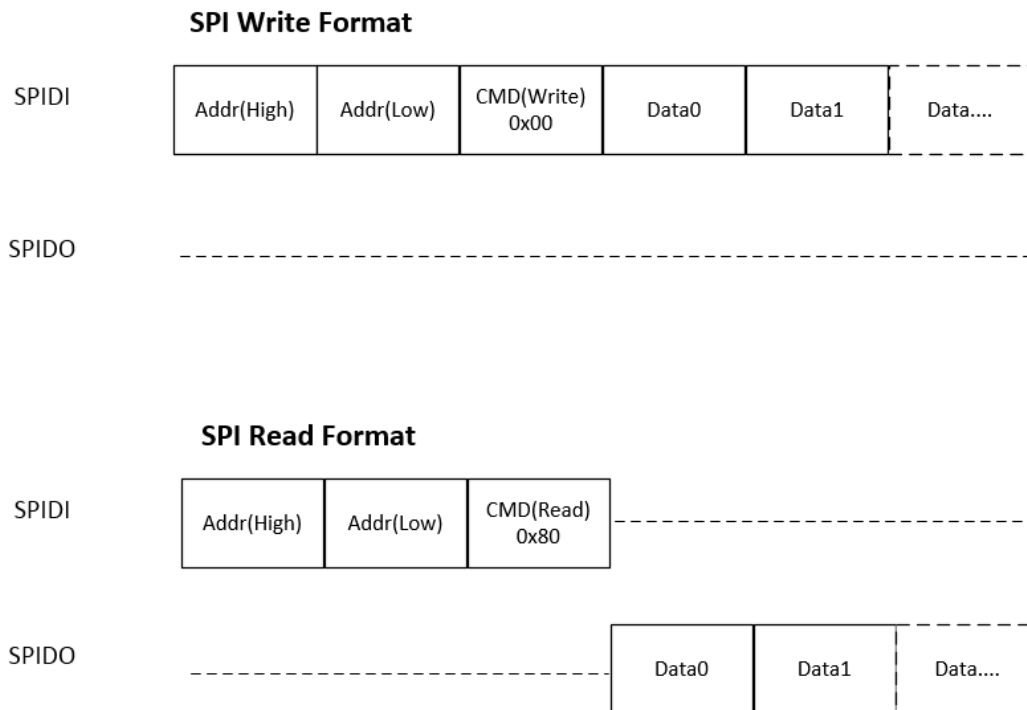 SPI Write Format
SPIDI
Addr(High) Addr(Low) CMD(Write) 0x00 Data0 Data1 Data....
SPIDO
SPI Read Format
SPIDI
Addr(High) Addr(Low) CMD(Read) 0x80
SPIDO
Data0 Data1 Data....